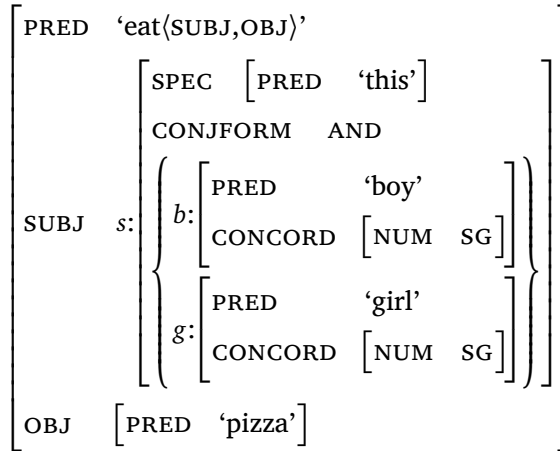 PRED ‘eat⟨SUBJ,OBJ⟩’
SPEC [PRED ‘this’]
CONJFORM AND
PRED ‘boy’
SUBJ s: b:
CONCORD [NUM SG]
PRED ‘girl’
g:
CONCORD [NUM SG]
OBJ [PRED ‘pizza’]